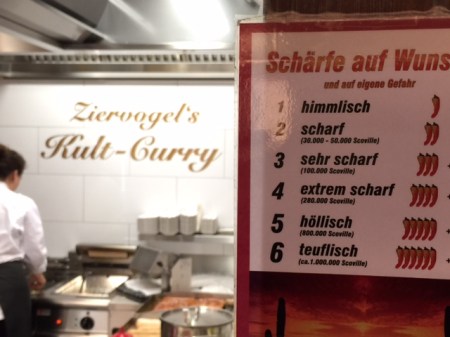 Ziervogel's
Kult-Curry
Schärfe auf Wuns
und auf eigene Gefahr
1 himmlisch
2 scharf
(30.000 - 50.000 Scoville)
3 sehr scharf
(100.000 Scoville)
4 extrem scharf
(280.000 Scoville)
5 höllisch
(800.000 Scoville)
6 teuflisch
(ca. 1.000.000 Scoville)